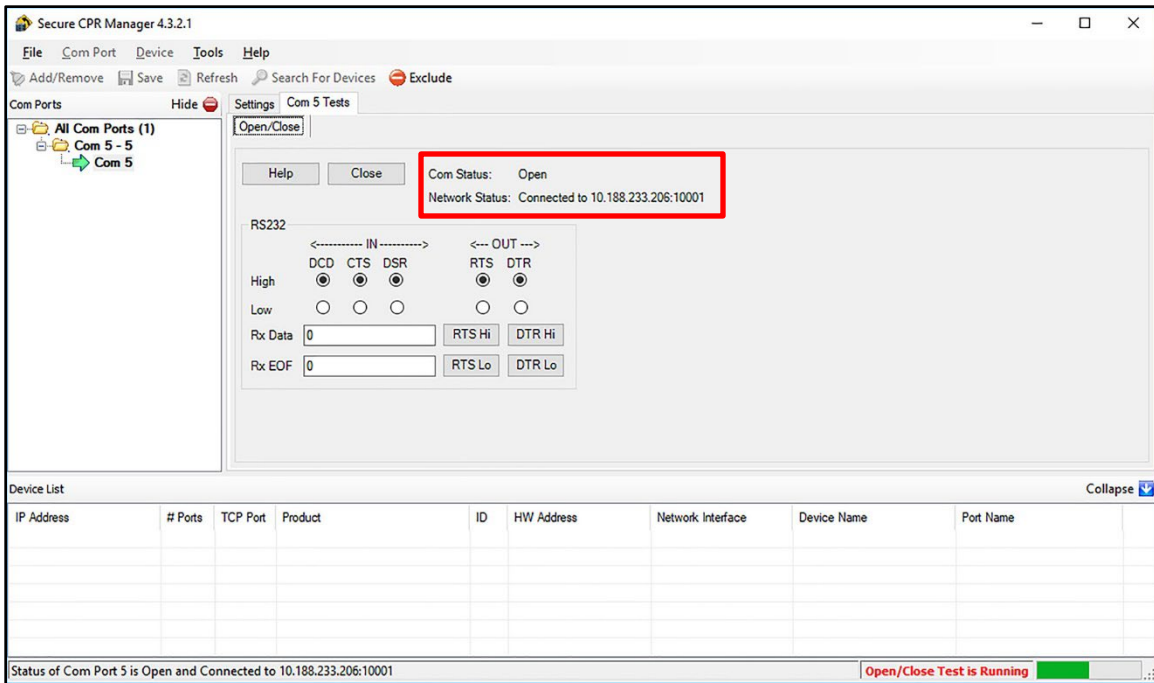 Secure CPR Manager 4.3.2.1
File Com Port Device Tools Help
Add/Remove Save Refresh Search For Devices Exclude
Com Ports Hide
All Com Ports (1)
Com 5 - 5
Com 5
Settings Com 5 Tests
Open/Close
Help Close
Com Status: Open
Network Status: Connected to 10.188.233.206:10001
RS232
<----------- IN ---------->  <--- OUT --->
DCD CTS DSR RTS DTR
High
Low
Rx Data 0 RTS Hi DTR Hi
Rx EOF 0 RTS Lo DTR Lo
Device List Collapse
IP Address # Ports TCP Port Product ID HW Address Network Interface Device Name Port Name
Status of Com Port 5 is Open and Connected to 10.188.233.206:10001 Open/Close Test is Running